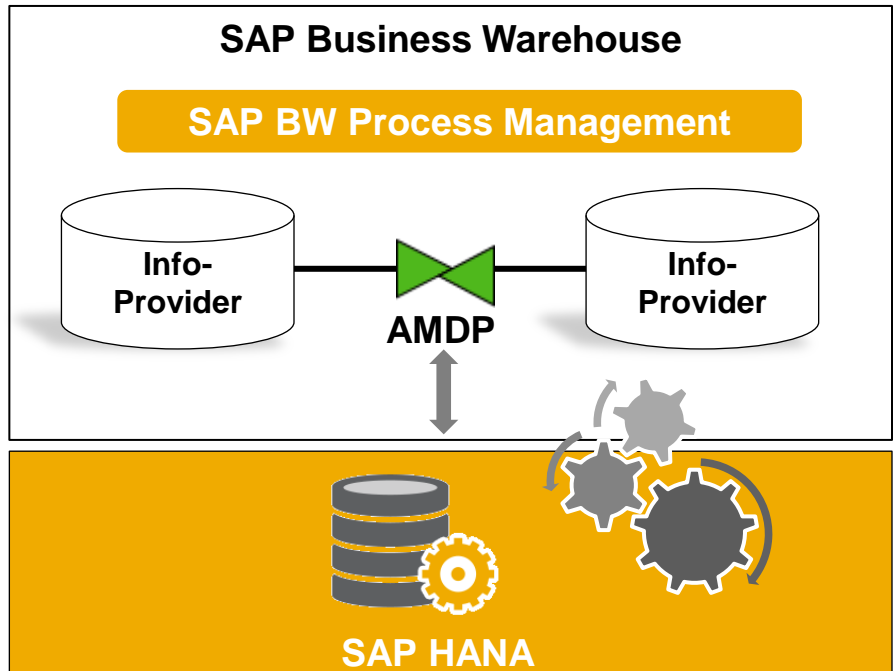 SAP Business Warehouse
SAP BW Process Management
Info-
Provider
Info-
Provider
AMDP
SAP HANA